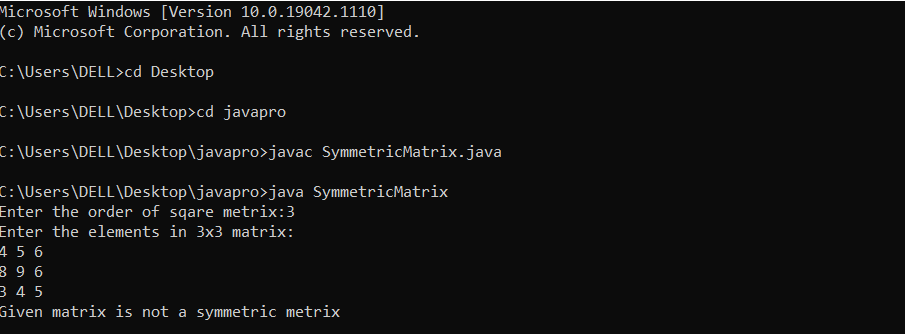 Microsoft Windows [Version 10.0.19042.1110]
(c) Microsoft Corporation. All rights reserved.
C:\Users\DELL>cd Desktop
C:\Users\DELL\Desktop>cd javapro
C:\Users\DELL\Desktop\javapro>javac SymmetricMatrix.java
C:\Users\DELL\Desktop\javapro>java SymmetricMatrix
Enter the order of sqare metrix:3
Enter the elements in 3x3 matrix:
4 5 6
8 9 6
3 4 5
Given matrix is not a symmetric metrix